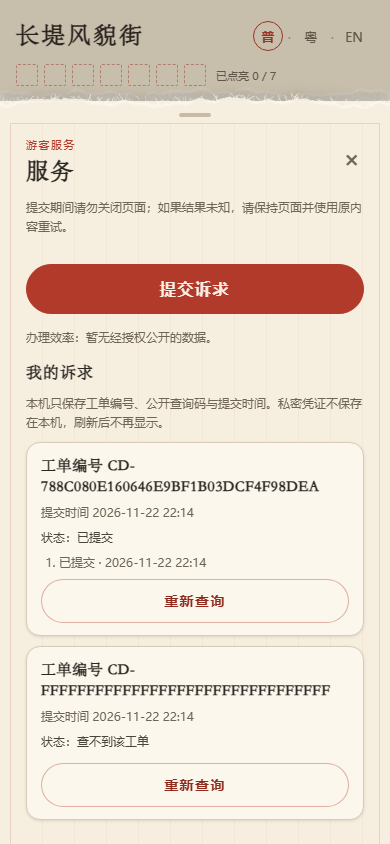 长堤风貌街
普 · 粤 · EN
已点亮 0 / 7
游客服务
服务
×
提交期间请勿关闭页面；如果结果未知，请保持页面并使用原内
容重试。
提交诉求
办理效率：暂无经授权公开的数据。
我的诉求
本机只保存工单编号、公开查询码与提交时间。私密凭证不保存
在本机，刷新后不再显示。
工单编号 CD-
788C080E160646E9BF1B03DCF4F98DEA
提交时间 2026-11-22 22:14
状态：已提交
1. 已提交 · 2026-11-22 22:14
重新查询
工单编号 CD-
FFFFFFFFFFFFFFFFFFFFFFFFFFFFFFFF
提交时间 2026-11-22 22:14
状态：查不到该工单
重新查询